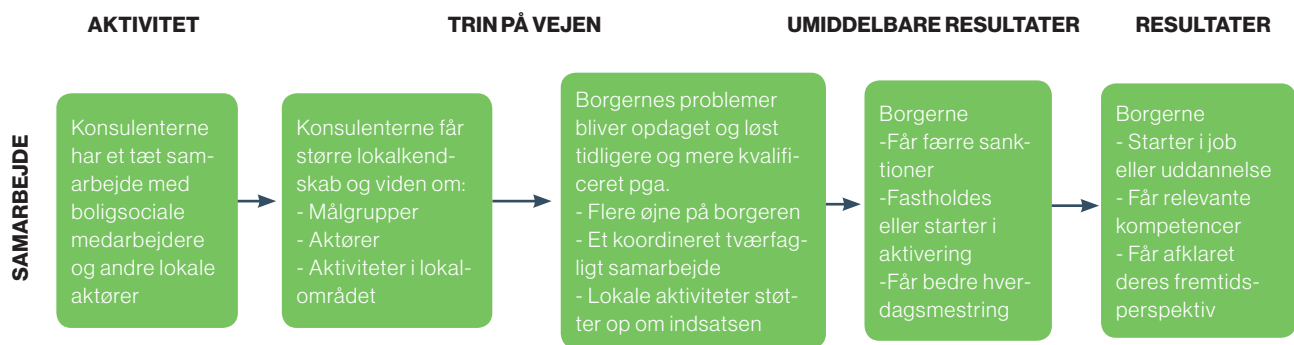 AKTIVITET
TRIN PÅ VEJEN
UMIDDELBARE RESULTATER
RESULTATER
SAMARBEJDE
Konsulenterne
har et tæt sam-
arbejde med
boligsociale
medarbejdere
og andre lokale
aktører
Konsulenterne får
større lokalkend-
skab og viden om:
- Målgrupper
- Aktører
- Aktiviteter i lokal-
området
Borgernes problemer
bliver opdaget og løst
tidligere og mere kvalifi-
ceret pga.
- Flere øjne på borgeren
- Et koordineret tværfag-
ligt samarbejde
- Lokale aktiviteter støt-
ter op om indsatsen
Borgerne
-Får færre sank-
tioner
-Fastholdes
eller starter i
aktivering
-Får bedre hver-
dagsmestring
Borgerne
- Starter i job
eller uddannelse
- Får relevante
kompetencer
- Får afklaret
deres fremtids-
perspektiv